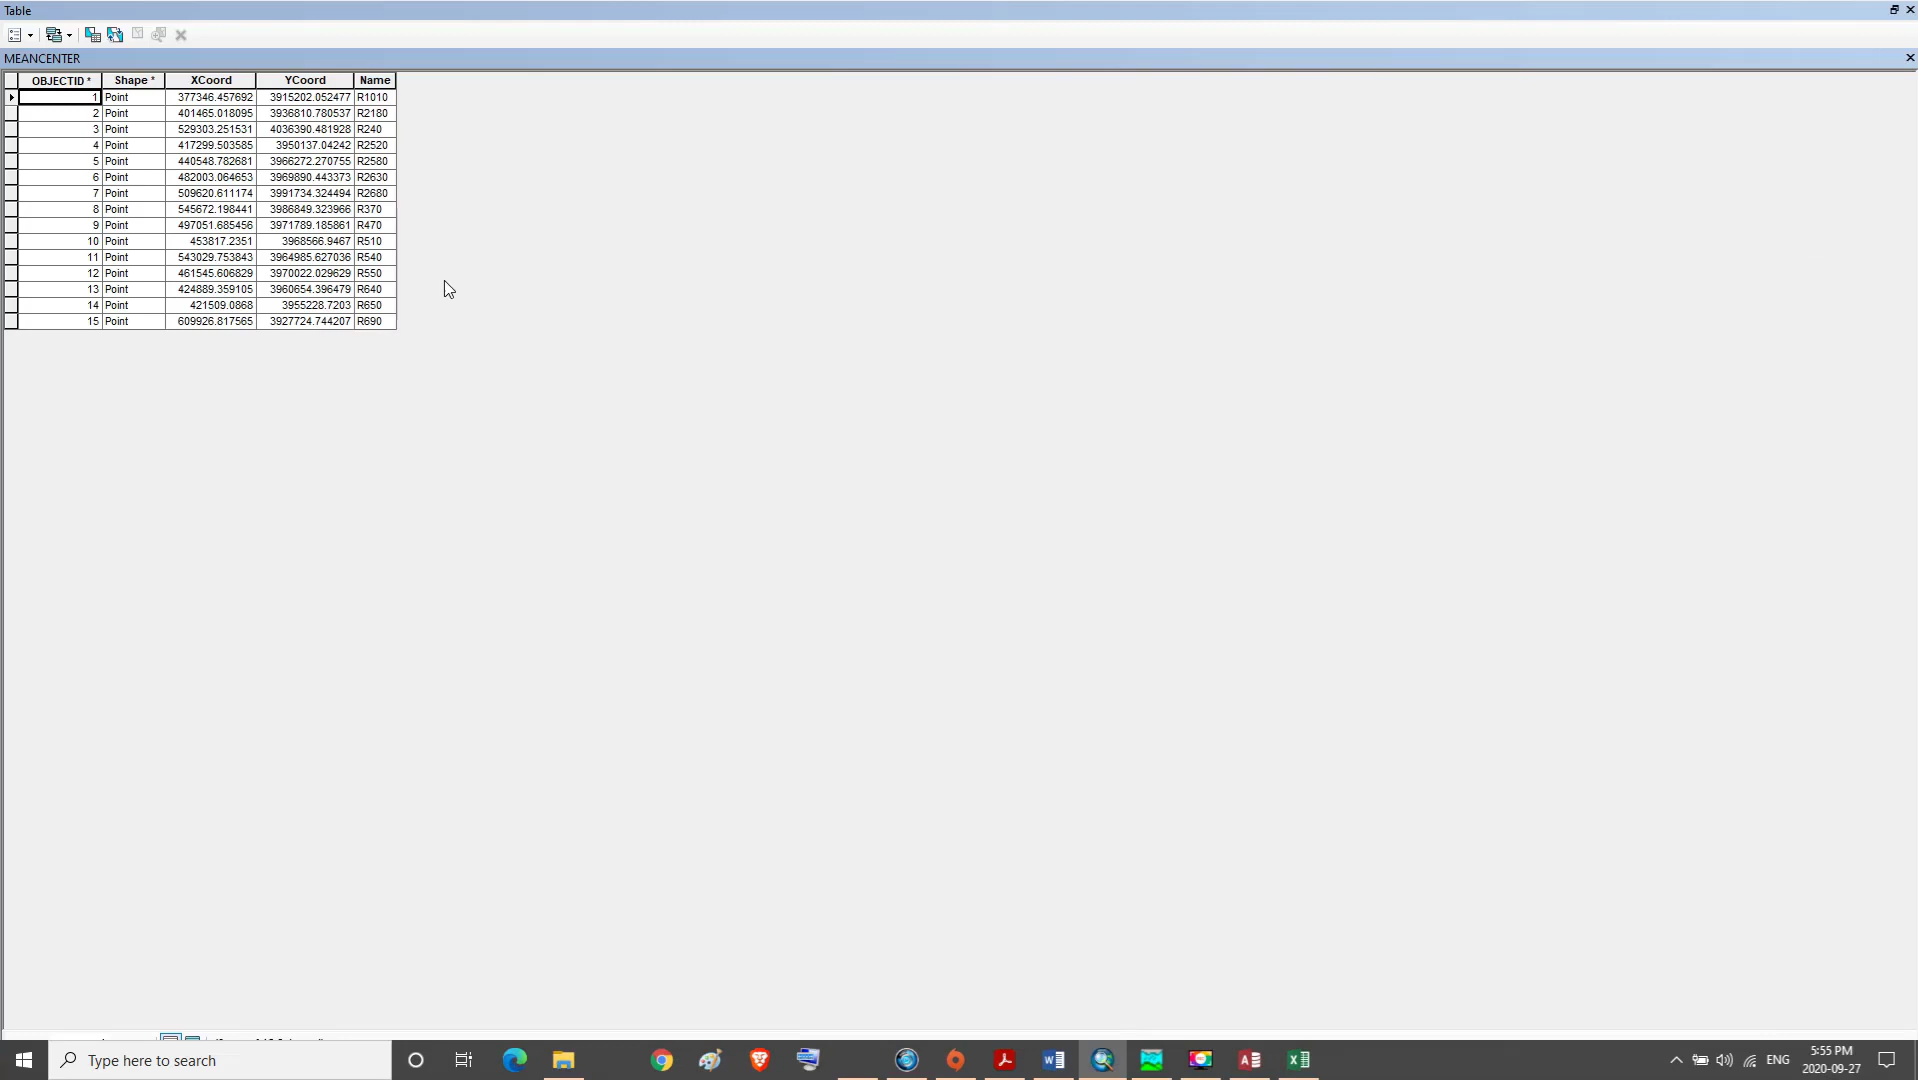 Table
MEANCENTER
OBJECTID * Shape * XCoord YCoord Name
1 Point 377346.457692 3915202.052477 R1010
2 Point 401465.018095 3936810.780537 R2180
3 Point 529303.251531 4036390.481928 R240
4 Point 417299.503585 3950137.04242 R2520
5 Point 440548.782681 3966272.270755 R2580
6 Point 482003.064653 3969890.443373 R2630
7 Point 509620.611174 3991734.324494 R2680
8 Point 545672.198441 3986849.323966 R370
9 Point 497051.685456 3971789.185861 R470
10 Point 453817.2351 3968566.9467 R510
11 Point 543029.753843 3964985.627036 R540
12 Point 461545.606829 3970022.029629 R550
13 Point 424889.359105 3960654.396479 R640
14 Point 421509.0868 3955228.7203 R650
15 Point 609926.817565 3927724.744207 R690
Type here to search
ENG
5:55 PM
2020-09-27